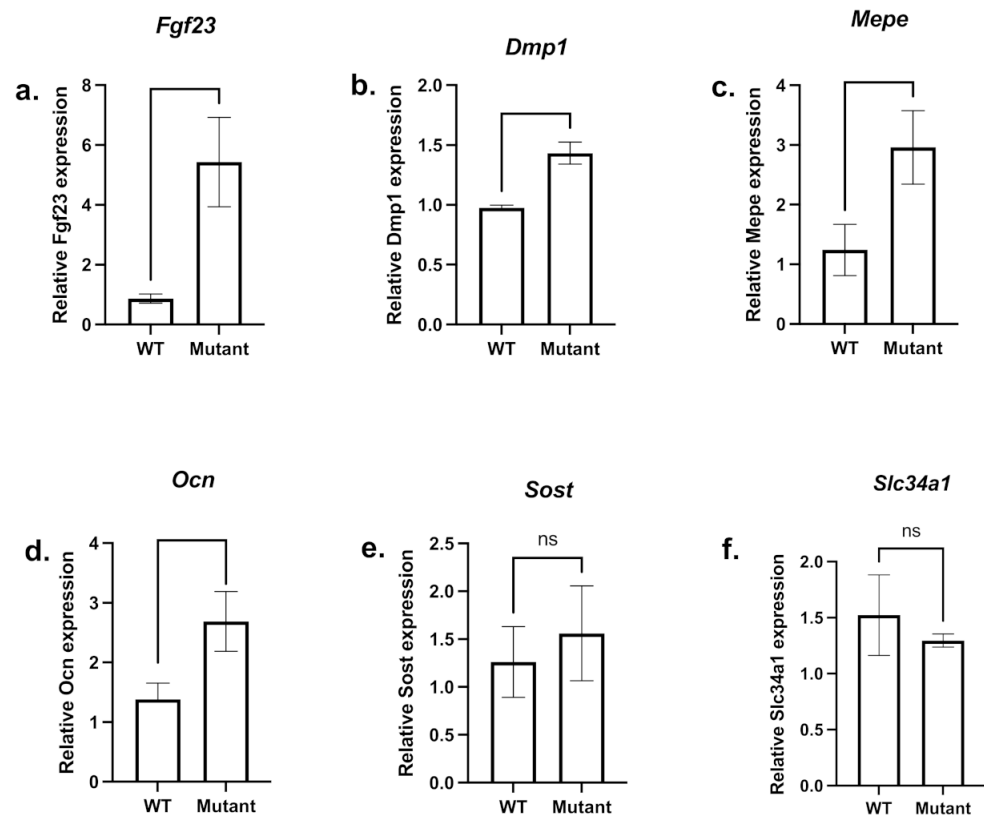 Fgf23
a.
Relative Fgf23 expression
8
6
4
2
0
WT Mutant
Dmp1
b.
Relative Dmp1 expression
2.0
1.5
1.0
0.5
0.0
WT Mutant
Mepe
c.
Relative Mepe expression
4
3
2
1
0
WT Mutant
Ocn
d.
Relative Ocn expression
4
3
2
1
0
WT Mutant
Sost
e.
ns
Relative Sost expression
2.5
2.0
1.5
1.0
0.5
0.0
WT Mutant
Slc34a1
f.
ns
Relative Slc34a1 expression
2.0
1.5
1.0
0.5
0.0
WT Mutant